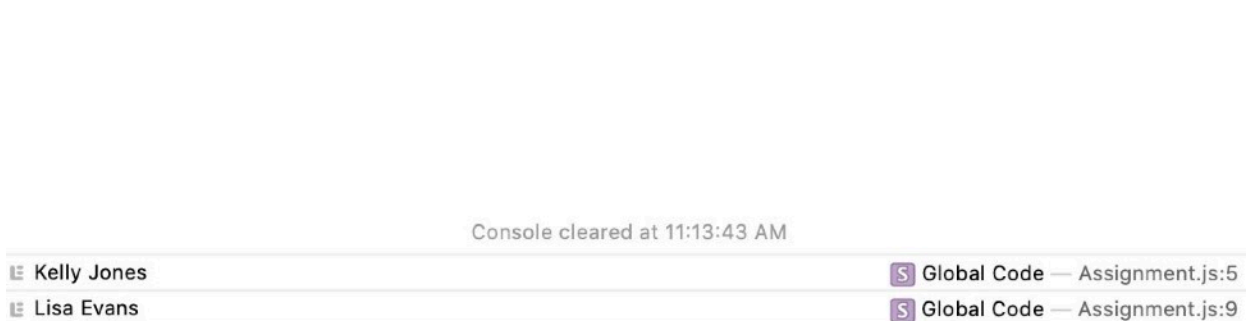 Console cleared at 11:13:43 AM
Kelly Jones S Global Code — Assignment.js:5
Lisa Evans S Global Code — Assignment.js:9